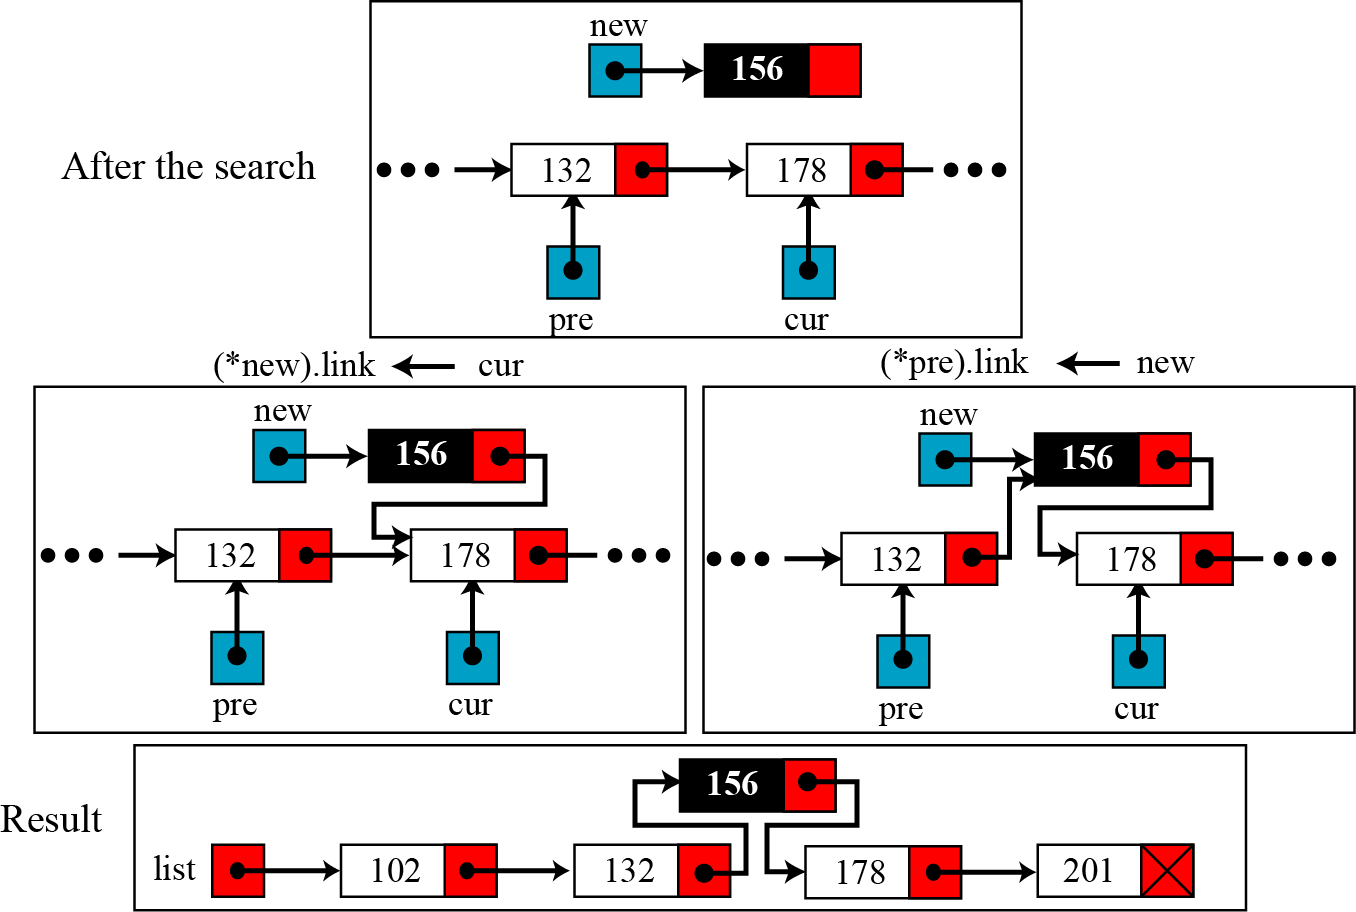 new
156
After the search
132
178
pre
cur
(*new).link cur
(*pre).link new
new
156
132
178
pre
cur
new
156
132
178
pre
cur
Result
156
list
102
132
178
201